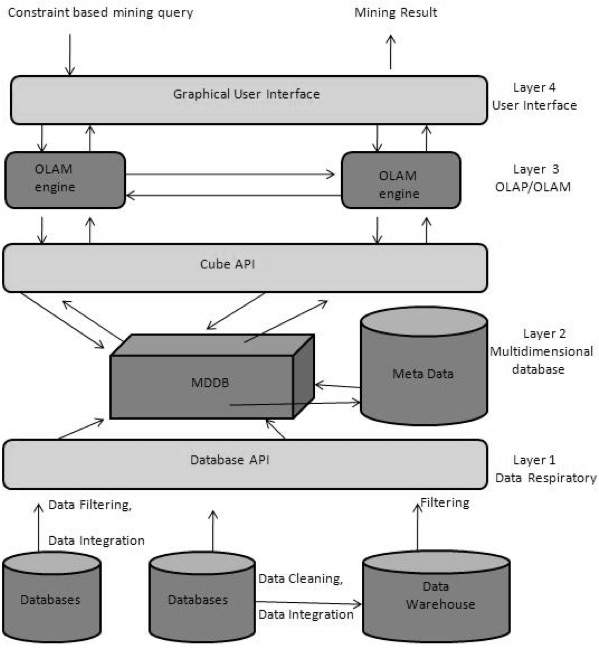 Constraint based mining query
Mining Result
Graphical User Interface
Layer 4
User Interface
OLAM
engine
OLAM
engine
Layer 3
OLAP/OLAM
Cube API
Layer 2
Multidimensional
database
MDDB
Meta Data
Database API
Layer 1
Data Respiratory
Data Filtering,
Data Integration
Filtering
Databases
Databases
Data Cleaning,
Data Integration
Data
Warehouse